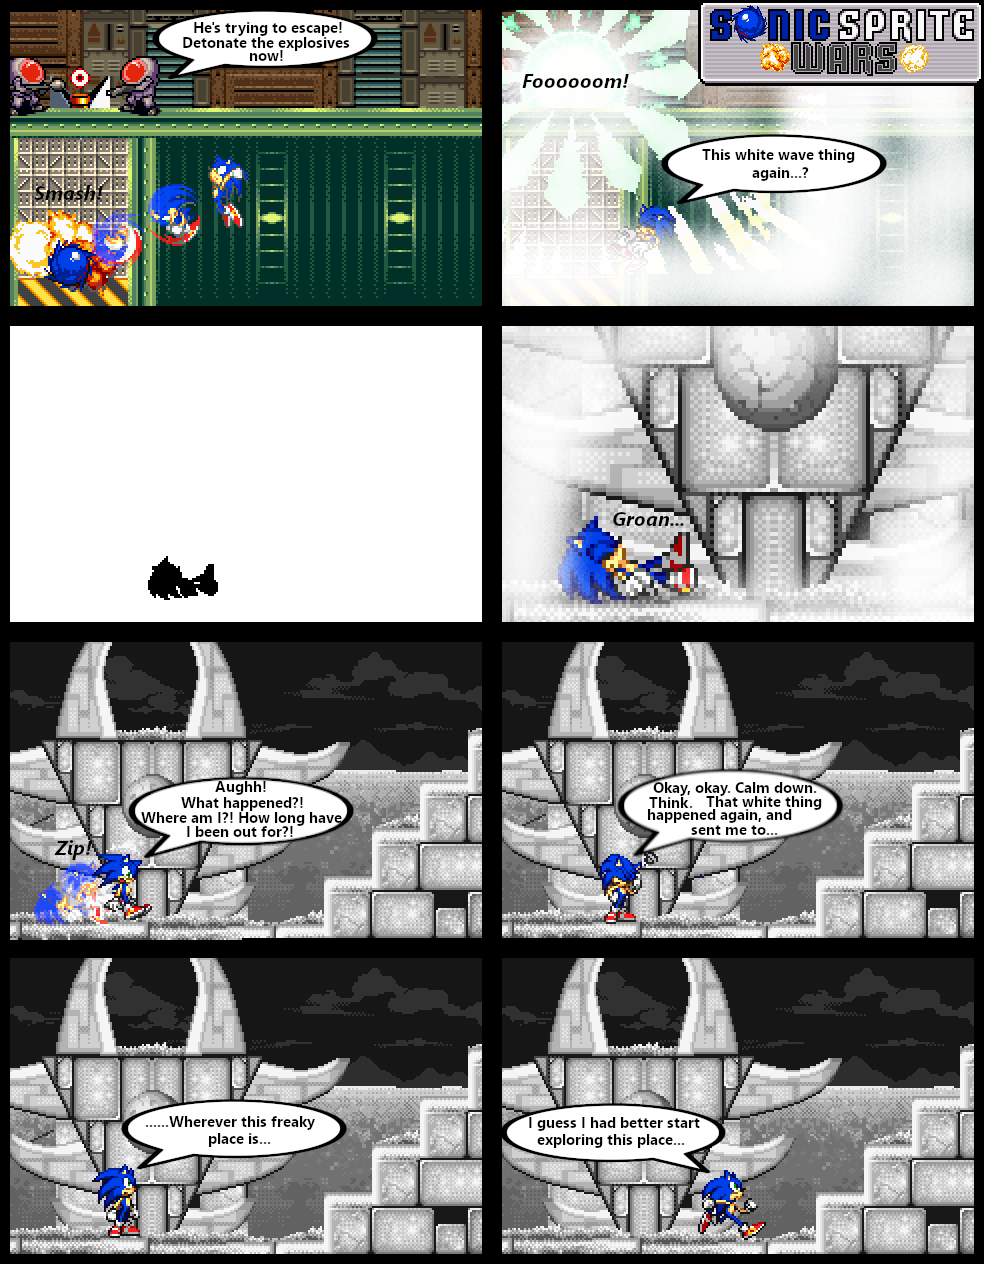 He's trying to escape!
Detonate the explosives
now!
Smash!
SONIC SPRITE
WARS
Foooooom!
This white wave thing
again...?
Groan...
Aughh!
What happened?!
Where am I?! How long have
I been out for?!
Zip!
Okay, okay. Calm down.
Think. That white thing
happened again, and
sent me to...
......Wherever this freaky
place is...
I guess I had better start
exploring this place...